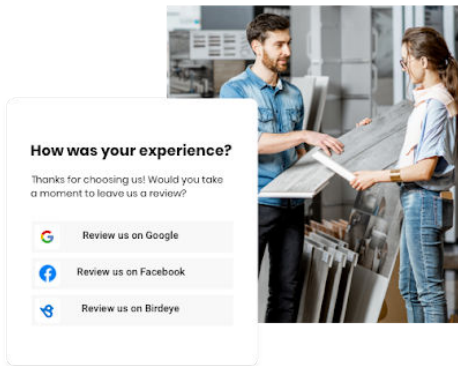 How was your experience?
Thanks for choosing us! Would you take
a moment to leave us a review?
Review us on Google
Review us on Facebook
Review us on Birdeye